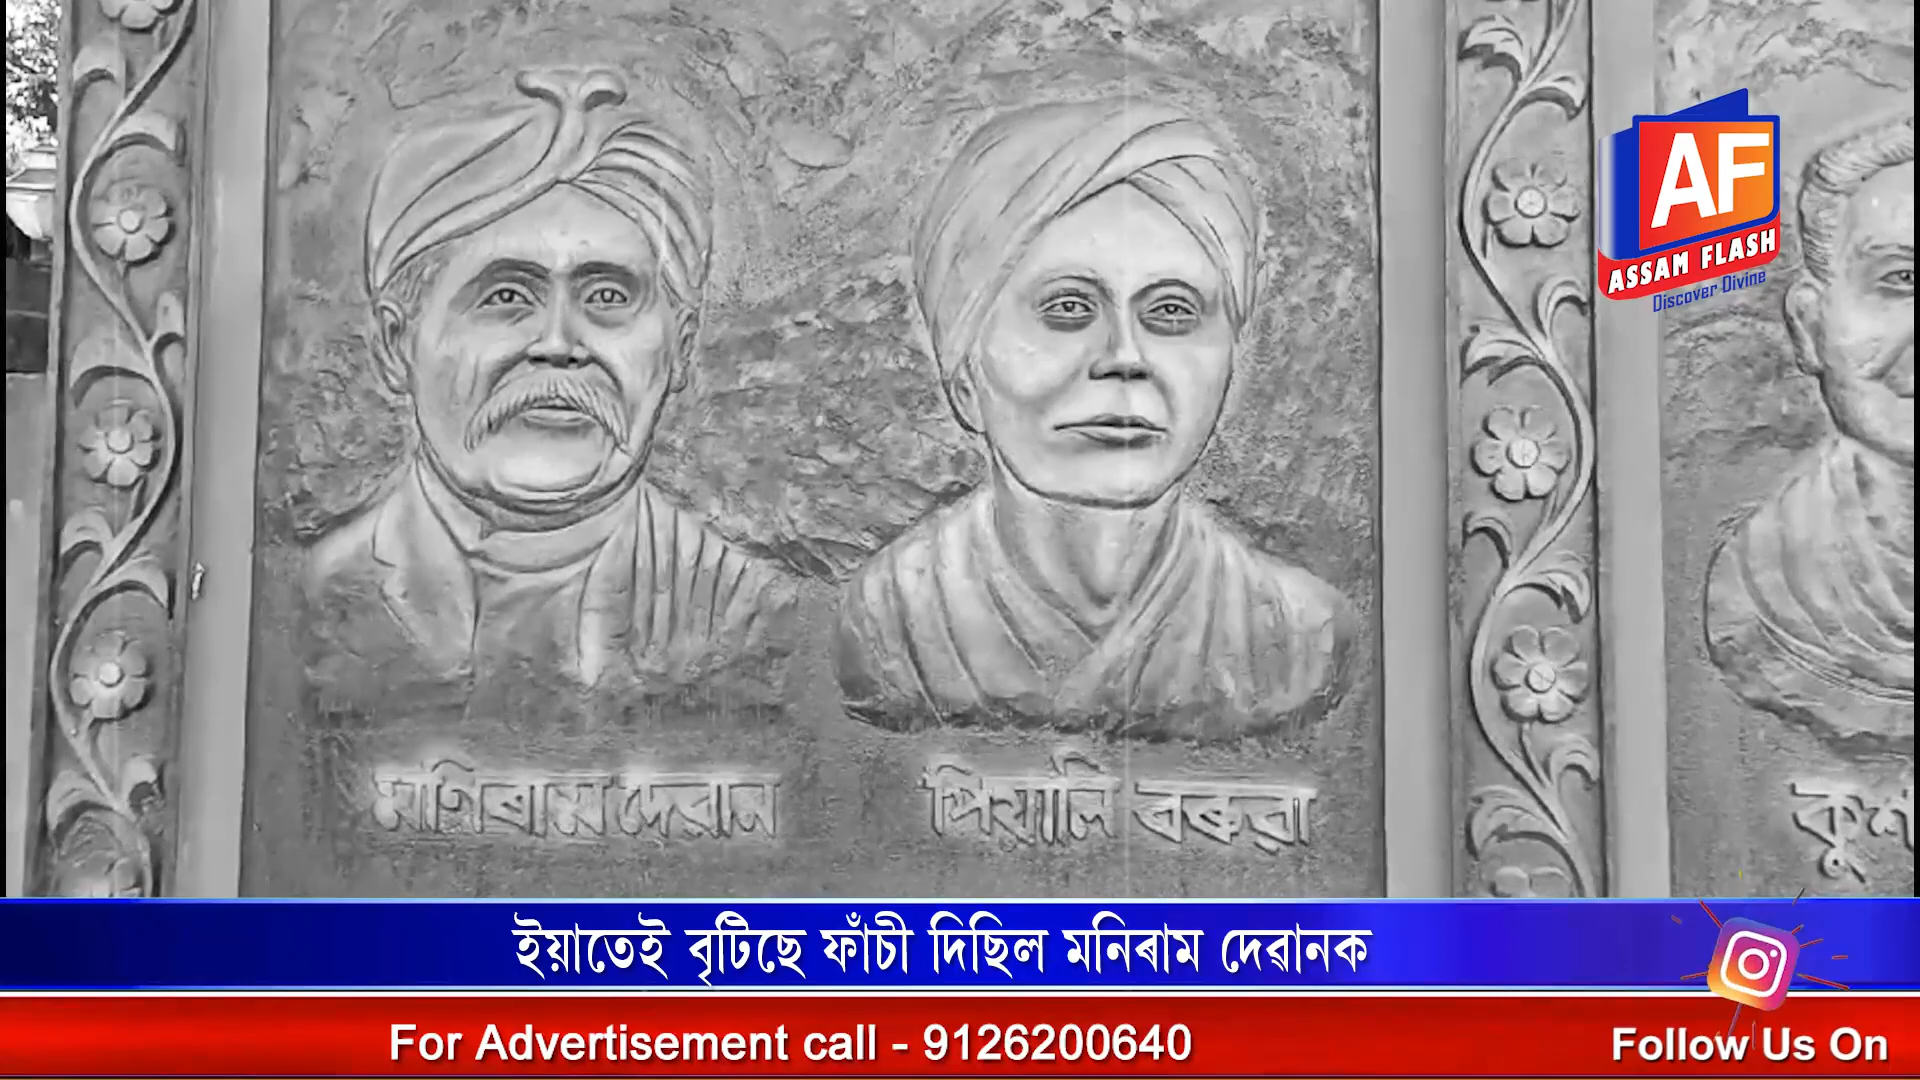 AF
ASSAM FLASH
Discover Divine
মণিৰাম দেৱান
পিয়ালি বৰুৱা
ইয়াতেই বৃটিছে ফাঁচী দিছিল মনিৰাম দেৱানক
For Advertisement call - 9126200640
Follow Us On